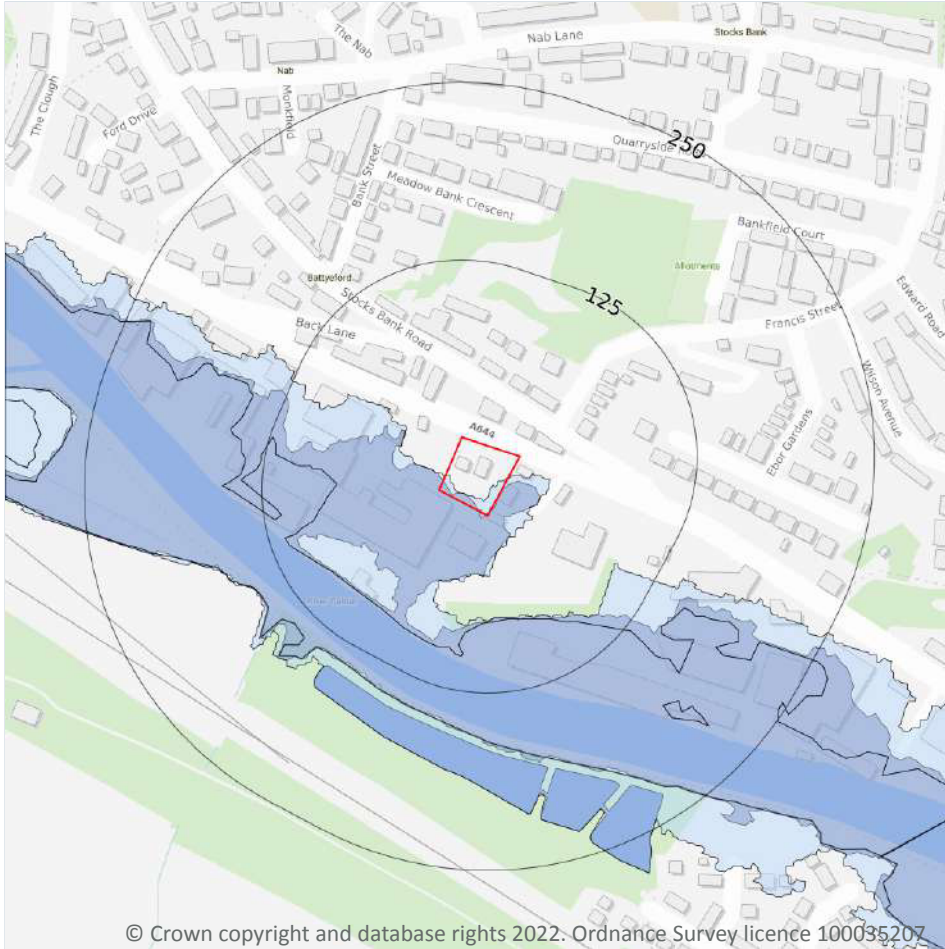 The Nab
Nab Lane
Stocks Bank
Nab
The Clough
Monkfield
Ford Drive
250
Quarryside
Bank Street
Meadow Bank Crescent
Bankfield Court
Allotments
Battyeford
125
Edward Road
Stocks Bank Road
Francis Street
Back Lane
Wilson Avenue
A644
Ebor Gardens
© Crown copyright and database rights 2022. Ordnance Survey licence 100035207